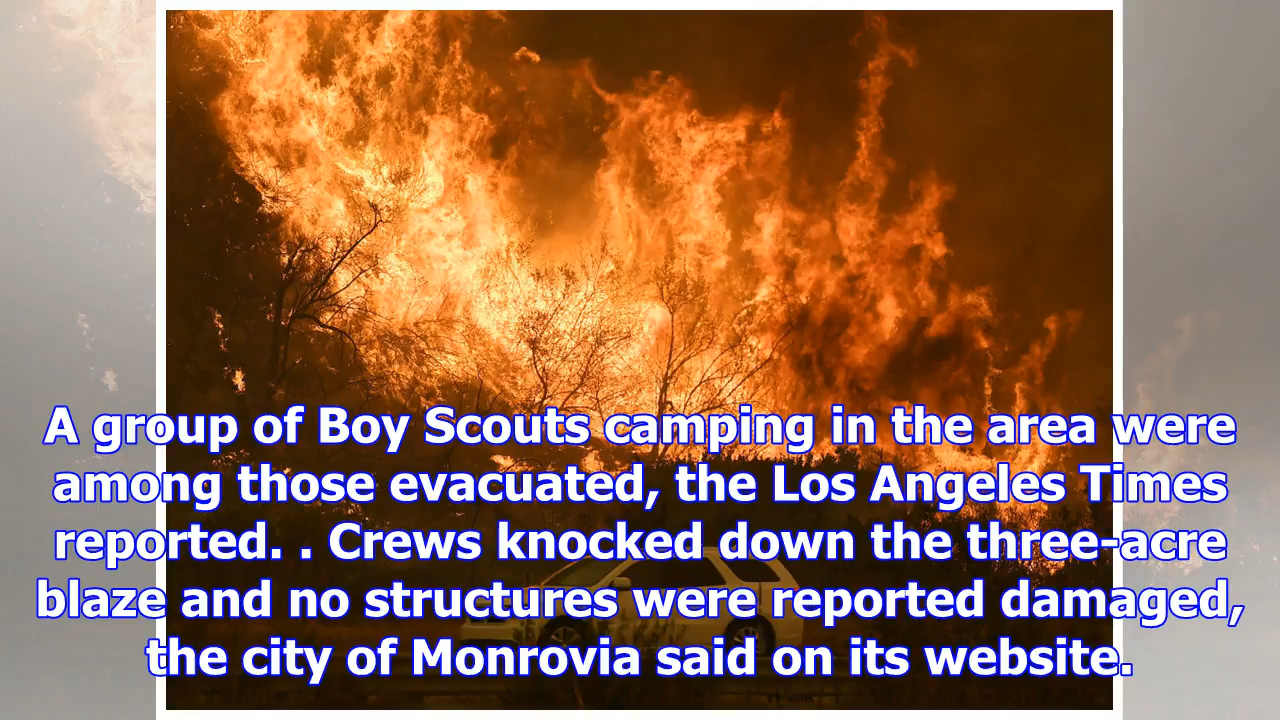 A group of Boy Scouts camping in the area were
among those evacuated, the Los Angeles Times
reported. . Crews knocked down the three-acre
blaze and no structures were reported damaged,
the city of Monrovia said on its website.